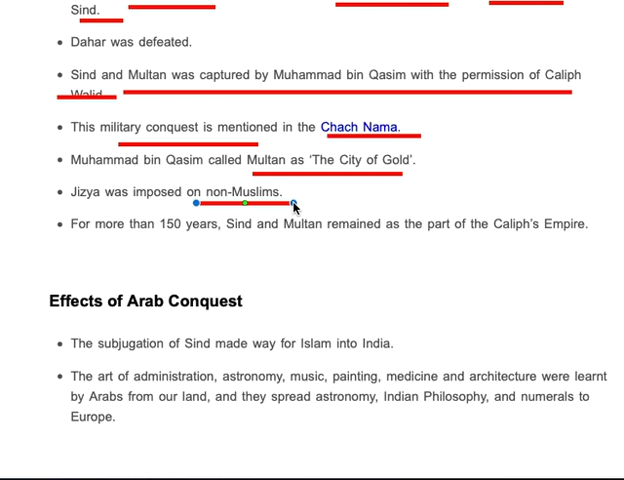 Sind.
Dahar was defeated.
Sind and Multan was captured by Muhammad bin Qasim with the permission of Caliph
Walid.
This military conquest is mentioned in the Chach Nama.
Muhammad bin Qasim called Multan as ‘The City of Gold’.
Jizya was imposed on non-Muslims.
For more than 150 years, Sind and Multan remained as the part of the Caliph’s Empire.
Effects of Arab Conquest
The subjugation of Sind made way for Islam into India.
The art of administration, astronomy, music, painting, medicine and architecture were learnt
by Arabs from our land, and they spread astronomy, Indian Philosophy, and numerals to
Europe.